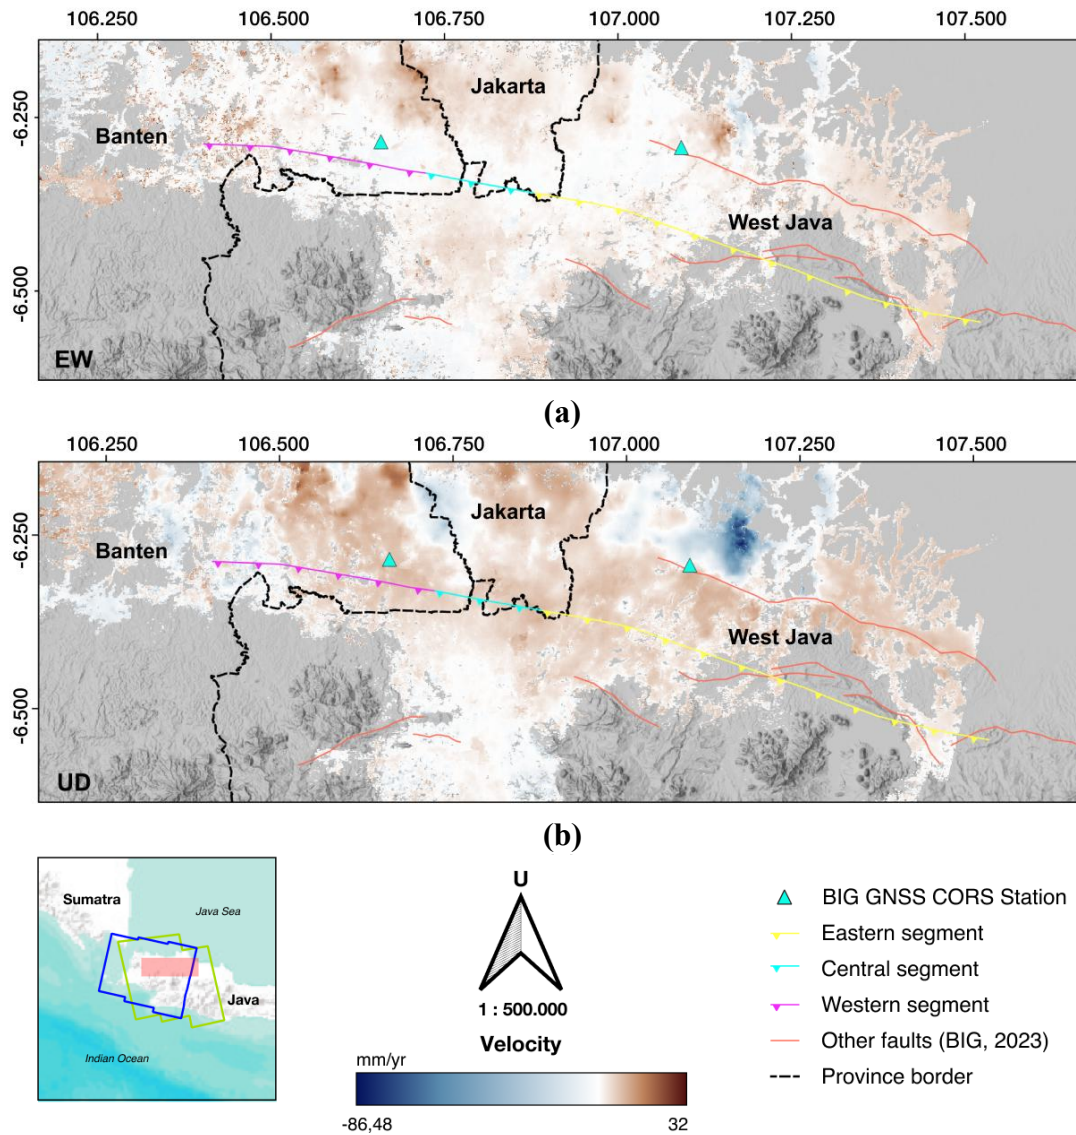 106.250 106.500 106.750 107.000 107.250 107.500
-6.250
-6.500
Jakarta
Banten
West Java
EW
(a)
106.250 106.500 106.750 107.000 107.250 107.500
-6.250
-6.500
Jakarta
Banten
West Java
UD
(b)
Sumatra
Java Sea
Java
Indian Ocean
U
1 : 500.000
Velocity
mm/yr
-86,48 32
BIG GNSS CORS Station
Eastern segment
Central segment
Western segment
Other faults (BIG, 2023)
Province border